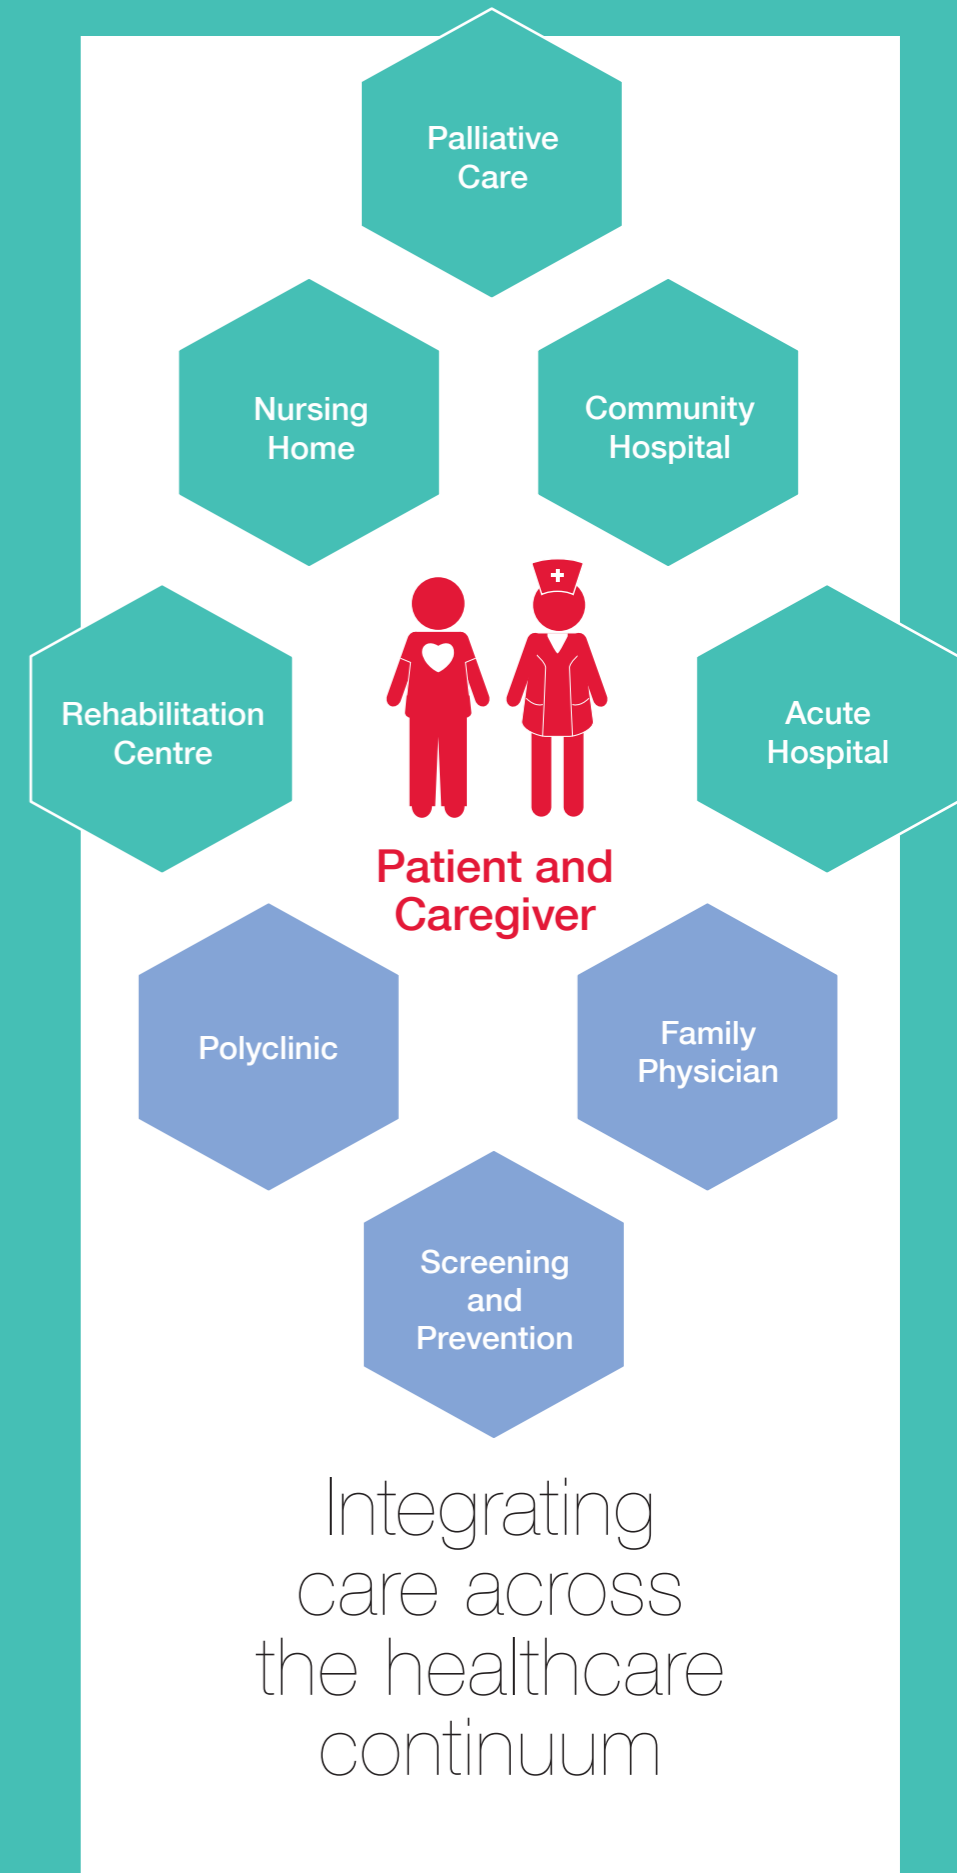 Palliative
Care
Nursing
Home
Community
Hospital
Rehabilitation
Centre
Acute
Hospital
Patient and
Caregiver
Polyclinic
Family
Physician
Screening
and
Prevention
Integrating
care across
the healthcare
continuum